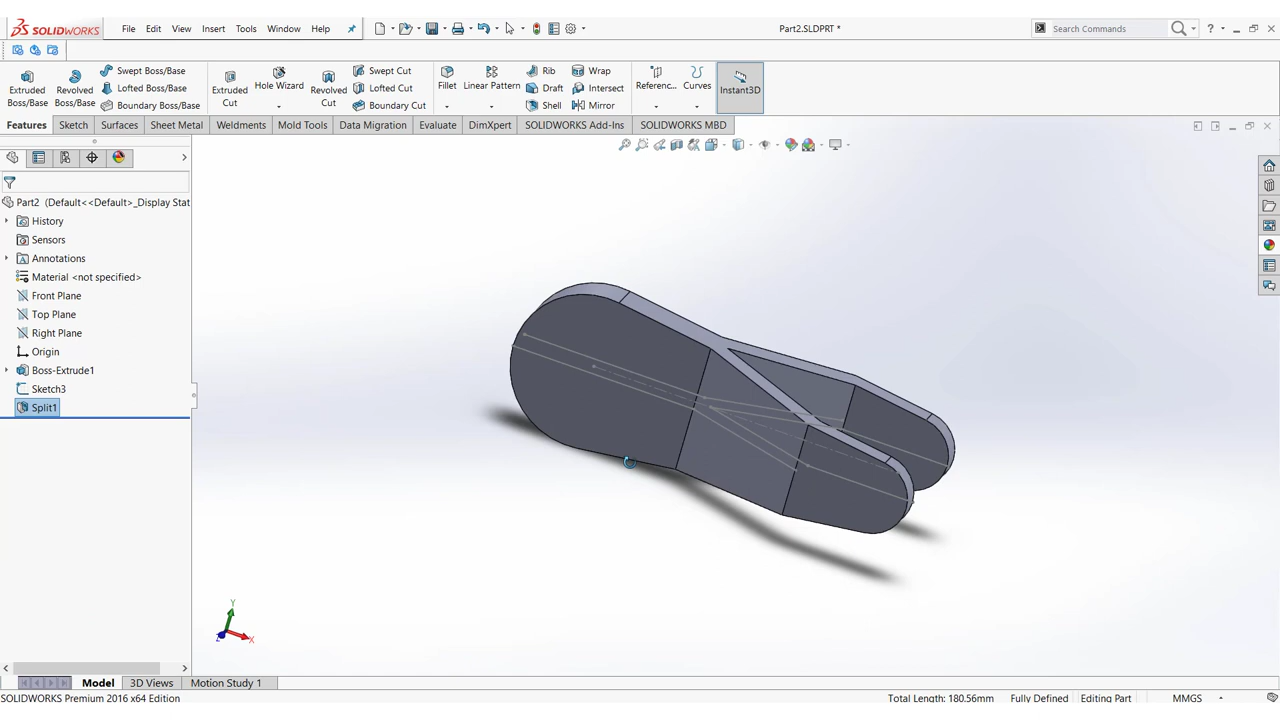 SOLIDWORKS File Edit View Insert Tools Window Help Part2.SLDPRT * Search Commands ?
Extruded Boss/Base Revolved Boss/Base Swept Boss/Base Lofted Boss/Base Boundary Boss/Base Extruded Cut Hole Wizard Revolved Cut Swept Cut Lofted Cut Boundary Cut Fillet Linear Pattern Rib Draft Shell Wrap Intersect Mirror Referenc... Curves Instant3D
Features Sketch Surfaces Sheet Metal Weldments Mold Tools Data Migration Evaluate DimXpert SOLIDWORKS Add-Ins SOLIDWORKS MBD
Part2 (Default<<Default>_Display Stat
History
Sensors
Annotations
Material <not specified>
Front Plane
Top Plane
Right Plane
Origin
Boss-Extrude1
Sketch3
Split1
Y
Z X
Model 3D Views Motion Study 1
SOLIDWORKS Premium 2016 x64 Edition Total Length: 180.56mm Fully Defined Editing Part MMGS